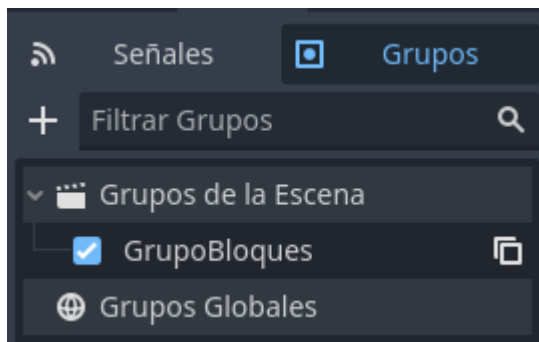 Señales Grupos
Filtrar Grupos
Grupos de la Escena
GrupoBloques
Grupos Globales